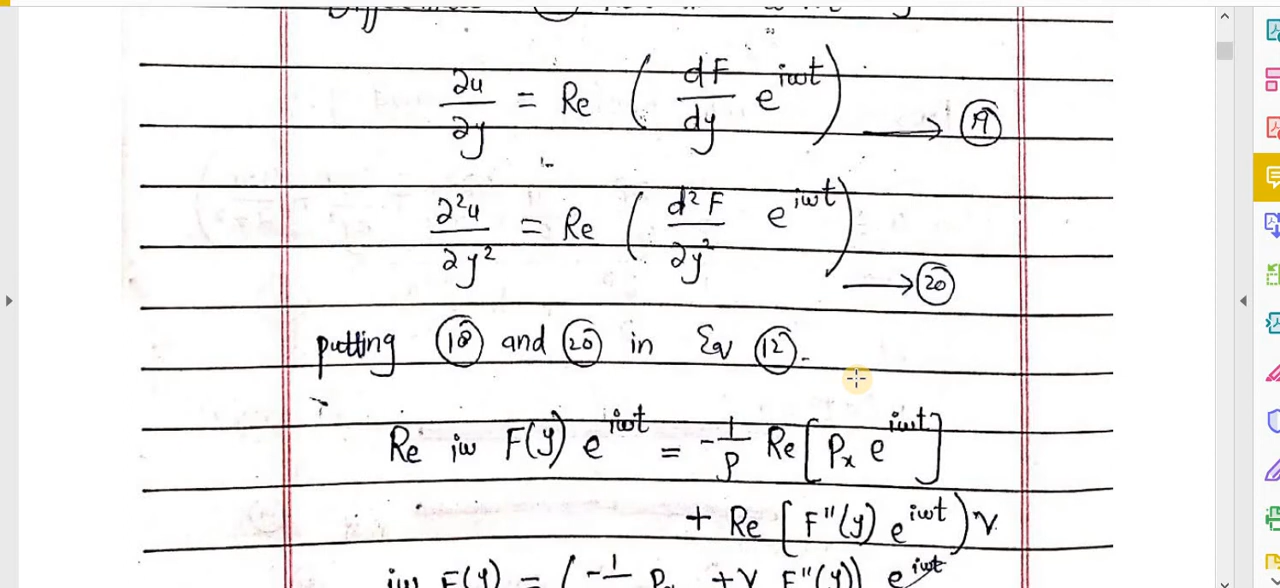 ∂u/∂y = Re ( dF/dy e^{iωt} ) → (19)
∂²u/∂y² = Re ( d²F/∂y² e^{iωt} ) → (20)
putting (18) and (20) in Eq (12).
Re iω F(y) e^{iωt} = -1/ρ Re [ Px e^{iωt} ]
+ Re [ F''(y) e^{iωt} ) ν